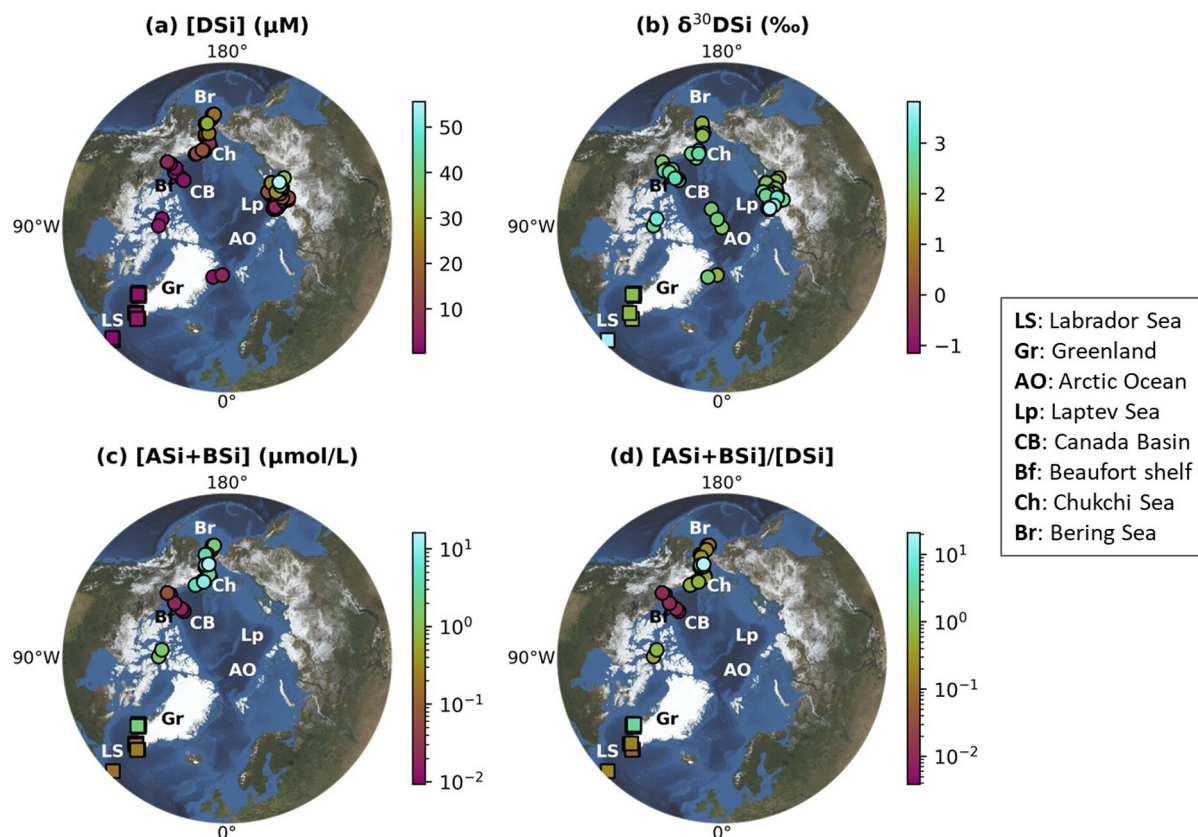 (a) [DSi] (μM)
180°
Br
Ch
Bf
CB
Lp
90°W
AO
Gr
LS
0°
50
40
30
20
10
(b) δ³⁰DSi (‰)
180°
Br
Ch
Bf
CB
Lp
90°W
AO
Gr
LS
0°
3
2
1
0
−1
LS: Labrador Sea
Gr: Greenland
AO: Arctic Ocean
Lp: Laptev Sea
CB: Canada Basin
Bf: Beaufort shelf
Ch: Chukchi Sea
Br: Bering Sea
(c) [ASi+BSi] (μmol/L)
180°
Br
Ch
Bf
CB
Lp
90°W
AO
Gr
LS
0°
10¹
10⁰
10⁻¹
10⁻²
(d) [ASi+BSi]/[DSi]
180°
Br
Ch
Bf
CB
Lp
90°W
AO
Gr
LS
0°
10¹
10⁰
10⁻¹
10⁻²